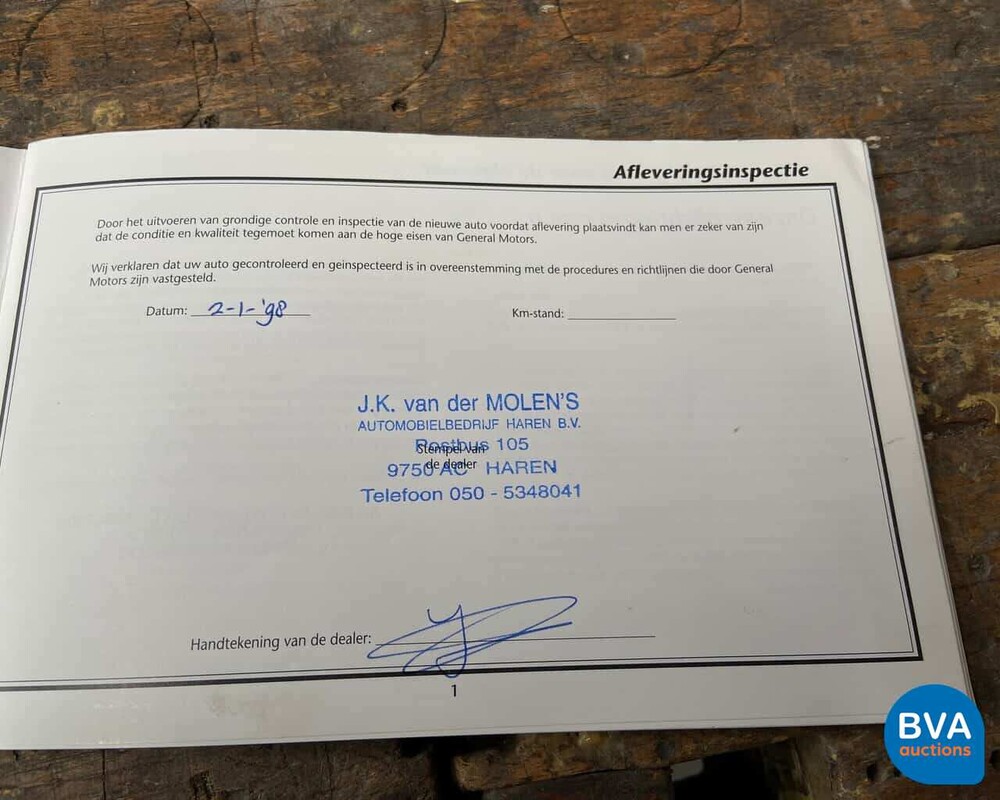 Afleveringsinspectie
Door het uitvoeren van grondige controle en inspectie van de nieuwe auto voordat aflevering plaatsvindt kan men er zeker van zijn
dat de conditie en kwaliteit tegemoet komen aan de hoge eisen van General Motors.
Wij verklaren dat uw auto gecontroleerd en geinspecteerd is in overeenstemming met de procedures en richtlijnen die door General
Motors zijn vastgesteld.
Datum: 2-1-'98 Km-stand:
J.K. van der MOLEN'S
AUTOMOBIELBEDRIJF HAREN B.V.
Postbus 105
Stempel van
de dealer
9750 AC HAREN
Telefoon 050 - 5348041
Handtekening van de dealer:
1
BVA
auctions